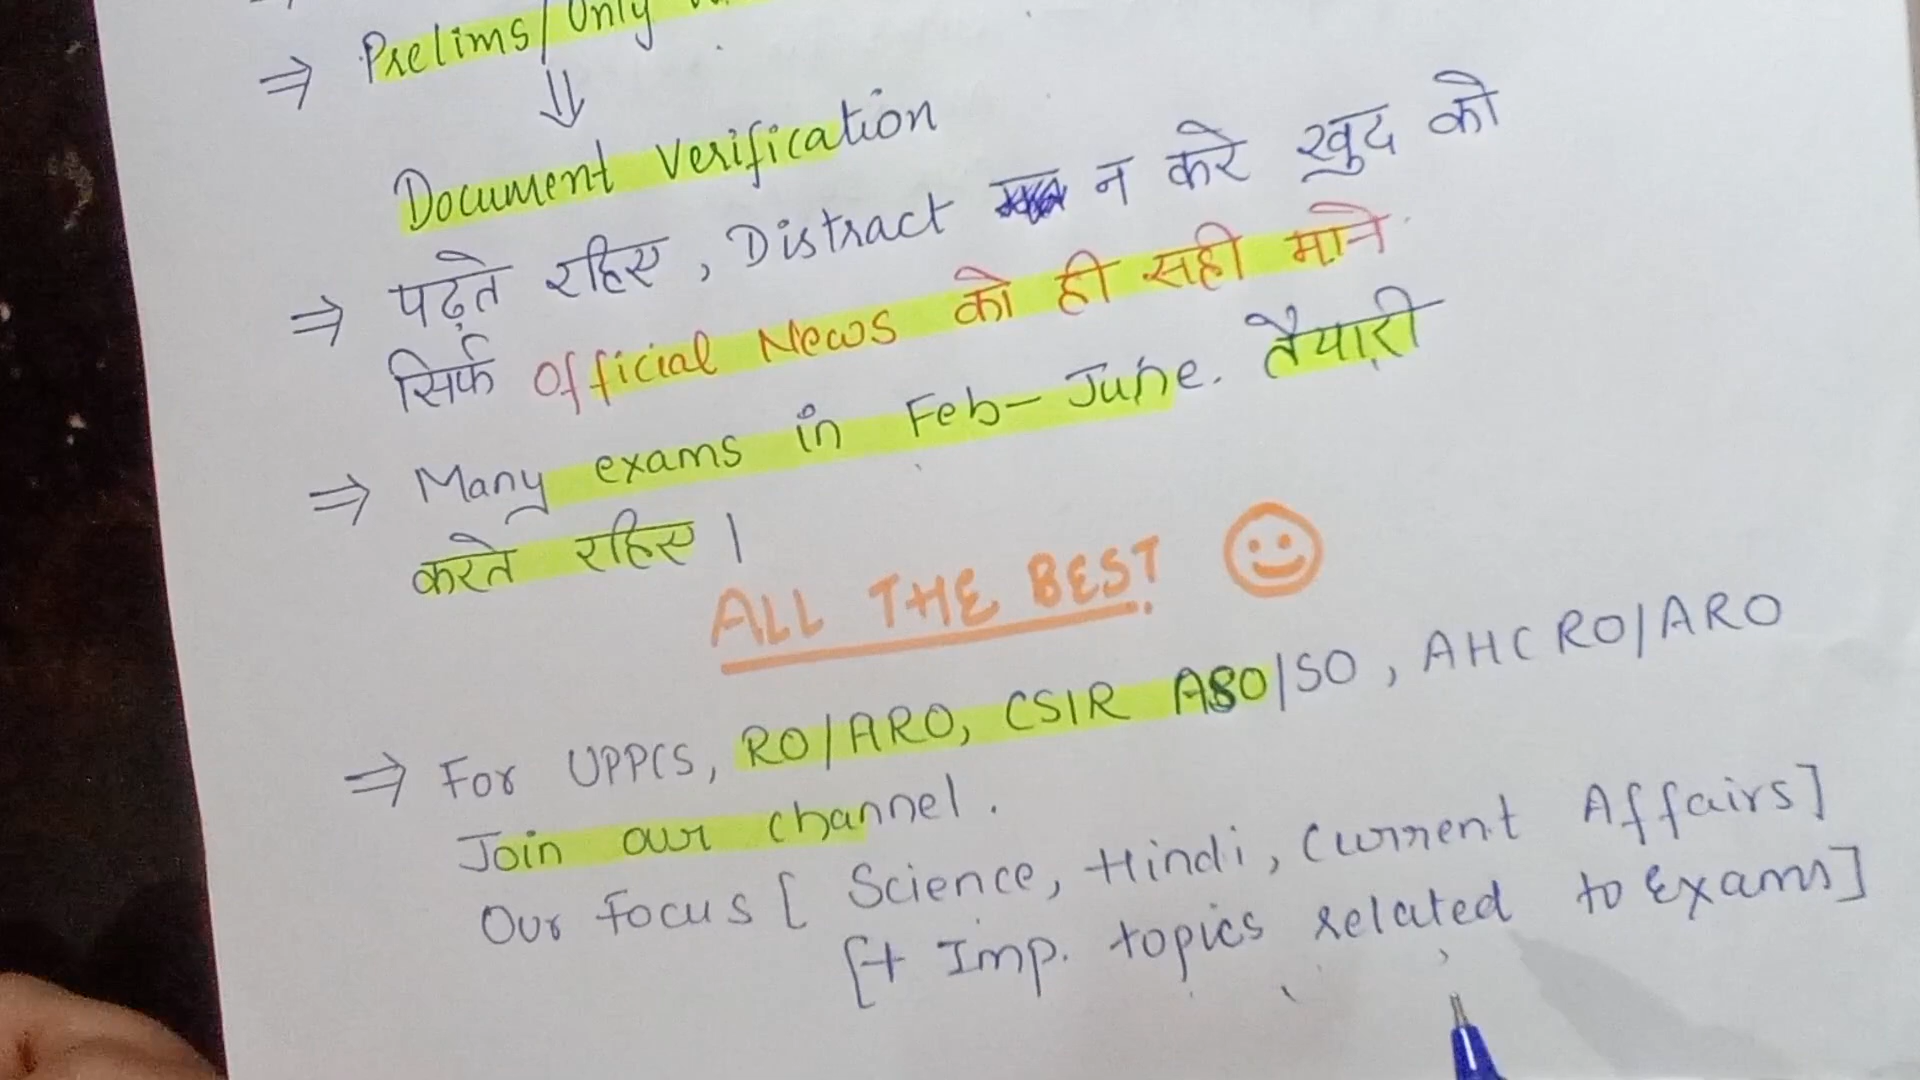 ⇒ Prelims/Only
⇓
Document Verification
⇒ पढ़ते रहिए, Distract न करे खुद को
सिर्फ Official News को ही सही माने
⇒ Many exams in Feb-June. तैयारी
करते रहिए।
ALL THE BEST. ☺
⇒ For UPPCS, RO/ARO, CSIR ASO/SO, AHC RO/ARO
Join our channel.
Our focus [ Science, Hindi, Current Affairs]
[+ Imp. topics related to Exams]